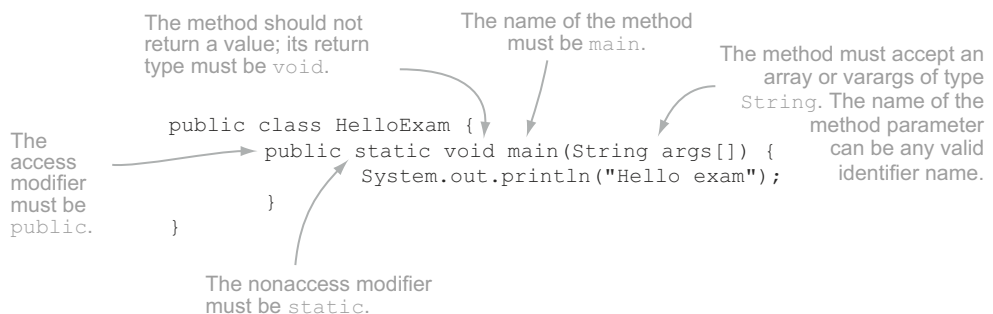 The method should not
return a value; its return
type must be void.
The name of the method
must be main.
The method must accept an
array or varargs of type
String. The name of the
method parameter
can be any valid
identifier name.
The
access
modifier
must be
public.
public class HelloExam {
public static void main(String args[]) {
System.out.println("Hello exam");
}
}
The nonaccess modifier
must be static.